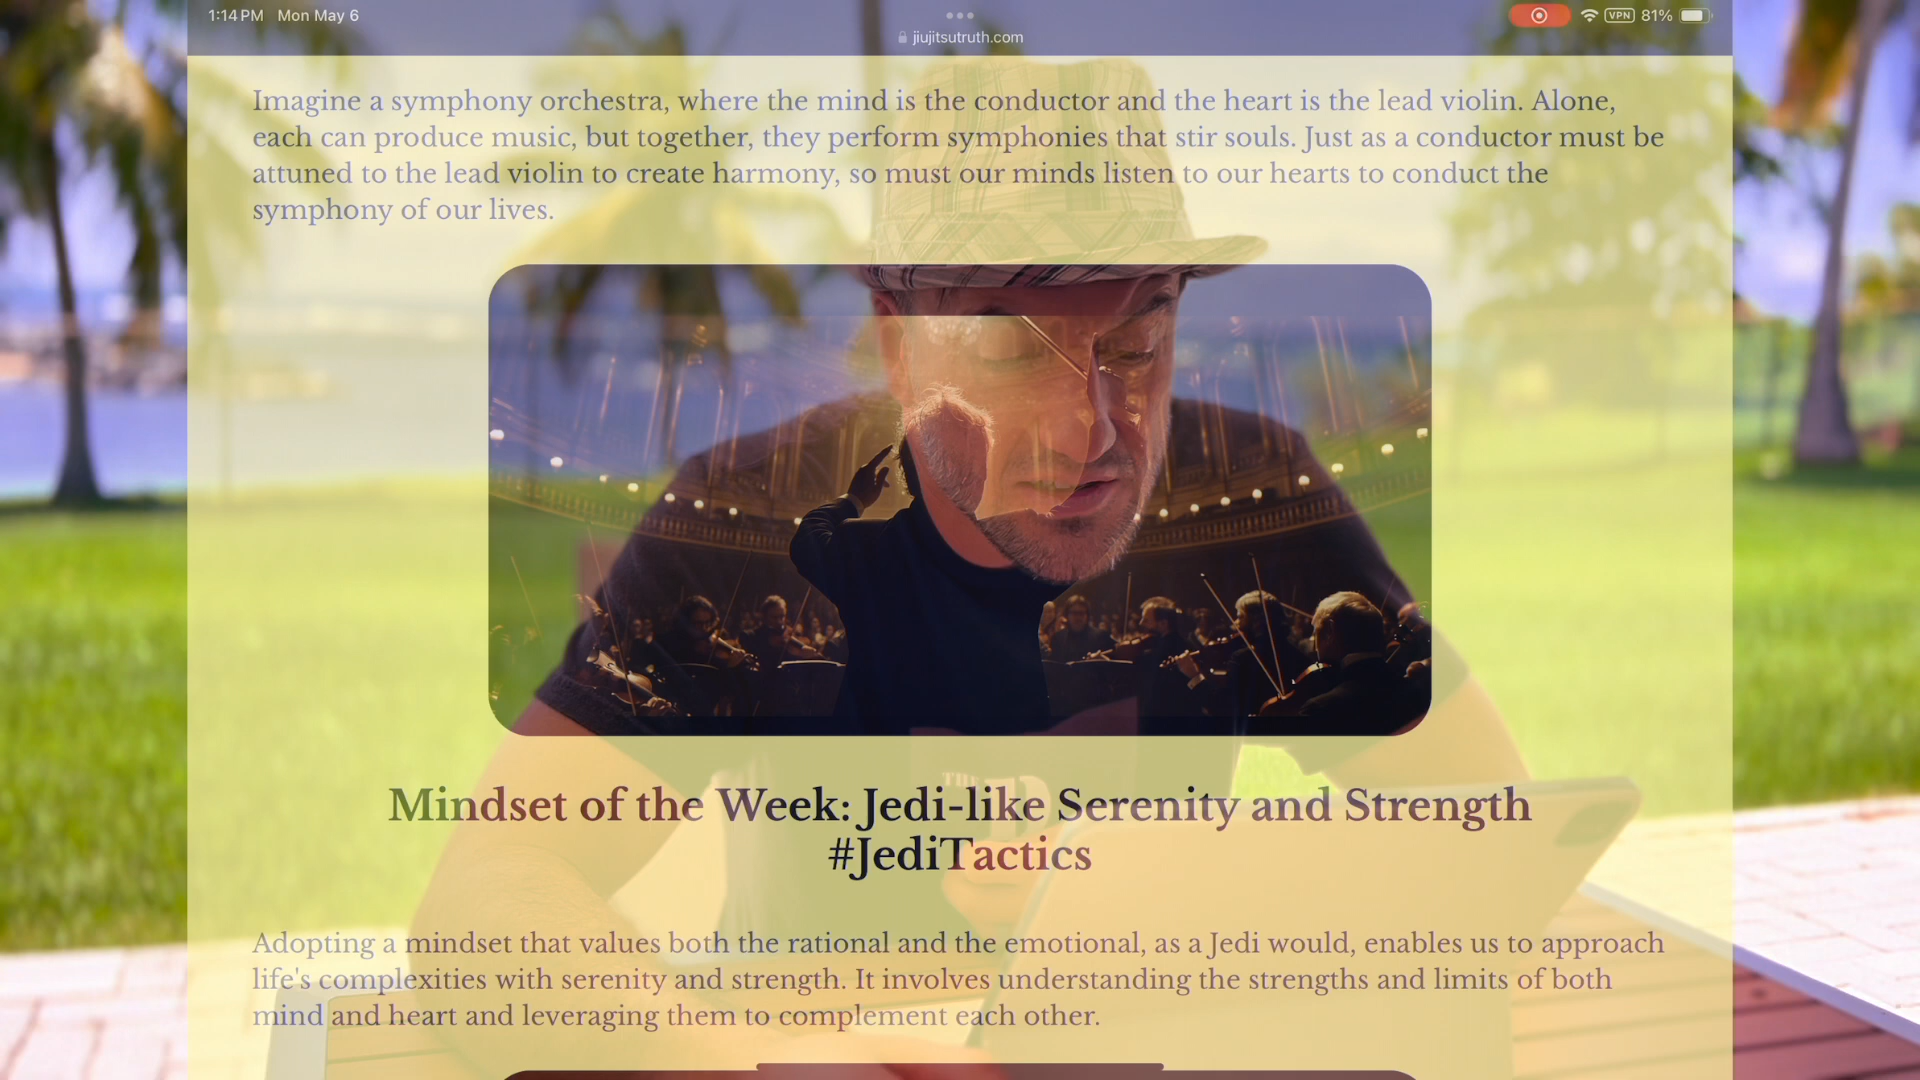 1:14 PM Mon May 6
jiujitsutruth.com
VPN 81%
Imagine a symphony orchestra, where the mind is the conductor and the heart is the lead violin. Alone,
each can produce music, but together, they perform symphonies that stir souls. Just as a conductor must be
attuned to the lead violin to create harmony, so must our minds listen to our hearts to conduct the
symphony of our lives.
THE
Mindset of the Week: Jedi-like Serenity and Strength
#JediTactics
Adopting a mindset that values both the rational and the emotional, as a Jedi would, enables us to approach
life's complexities with serenity and strength. It involves understanding the strengths and limits of both
mind and heart and leveraging them to complement each other.